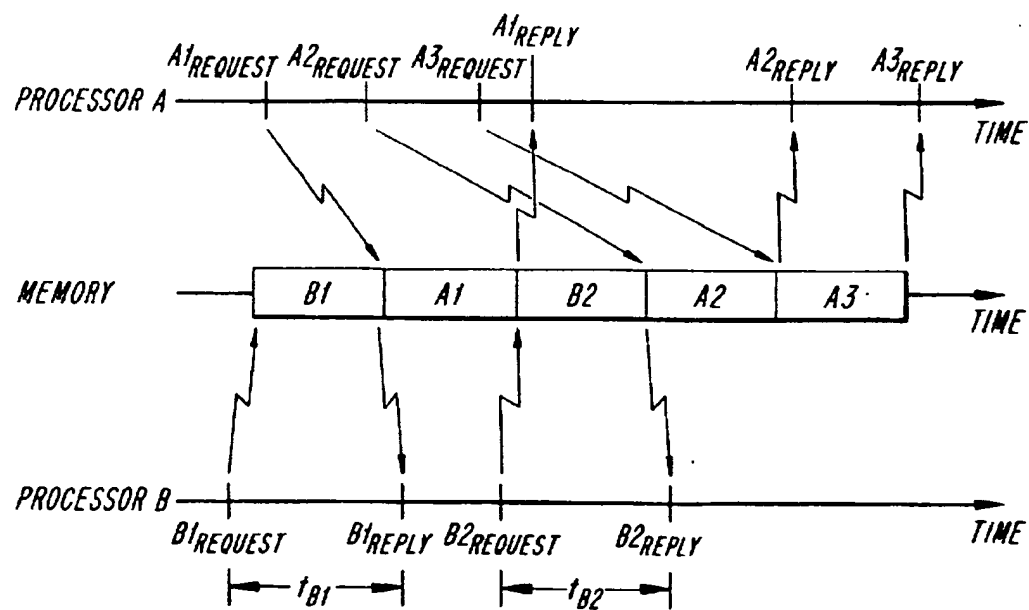 A1REPLY
A1REQUEST A2REQUEST A3REQUEST A2REPLY A3REPLY
PROCESSOR A
TIME
MEMORY B1 A1 B2 A2 A3
TIME
PROCESSOR B
TIME
B1REQUEST B1REPLY B2REQUEST B2REPLY
tB1 tB2